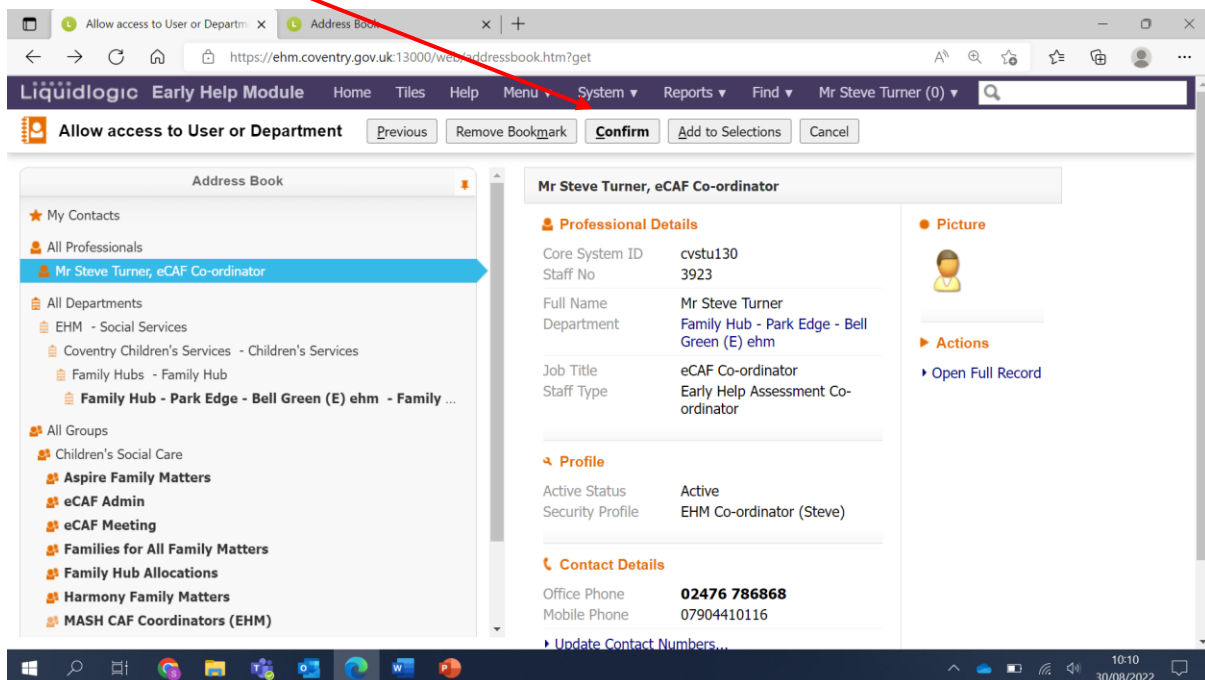 Allow access to User or Departm
Address Book
https://ehm.coventry.gov.uk:13000/web/addressbook.htm?get
Liquidlogic Early Help Module Home Tiles Help Menu System Reports Find Mr Steve Turner (0)
Allow access to User or Department Previous Remove Bookmark Confirm Add to Selections Cancel
Address Book
My Contacts
All Professionals
Mr Steve Turner, eCAF Co-ordinator
All Departments
EHM - Social Services
Coventry Children's Services - Children's Services
Family Hubs - Family Hub
Family Hub - Park Edge - Bell Green (E) ehm - Family ...
All Groups
Children's Social Care
Aspire Family Matters
eCAF Admin
eCAF Meeting
Families for All Family Matters
Family Hub Allocations
Harmony Family Matters
MASH CAF Coordinators (EHM)
Mr Steve Turner, eCAF Co-ordinator
Professional Details
Core System ID cvstu130
Staff No 3923
Full Name Mr Steve Turner
Department Family Hub - Park Edge - Bell
Green (E) ehm
Job Title eCAF Co-ordinator
Staff Type Early Help Assessment Co-
ordinator
Profile
Active Status Active
Security Profile EHM Co-ordinator (Steve)
Contact Details
Office Phone 02476 786868
Mobile Phone 07904410116
Update Contact Numbers...
Picture
Actions
Open Full Record
10:10
30/08/2022